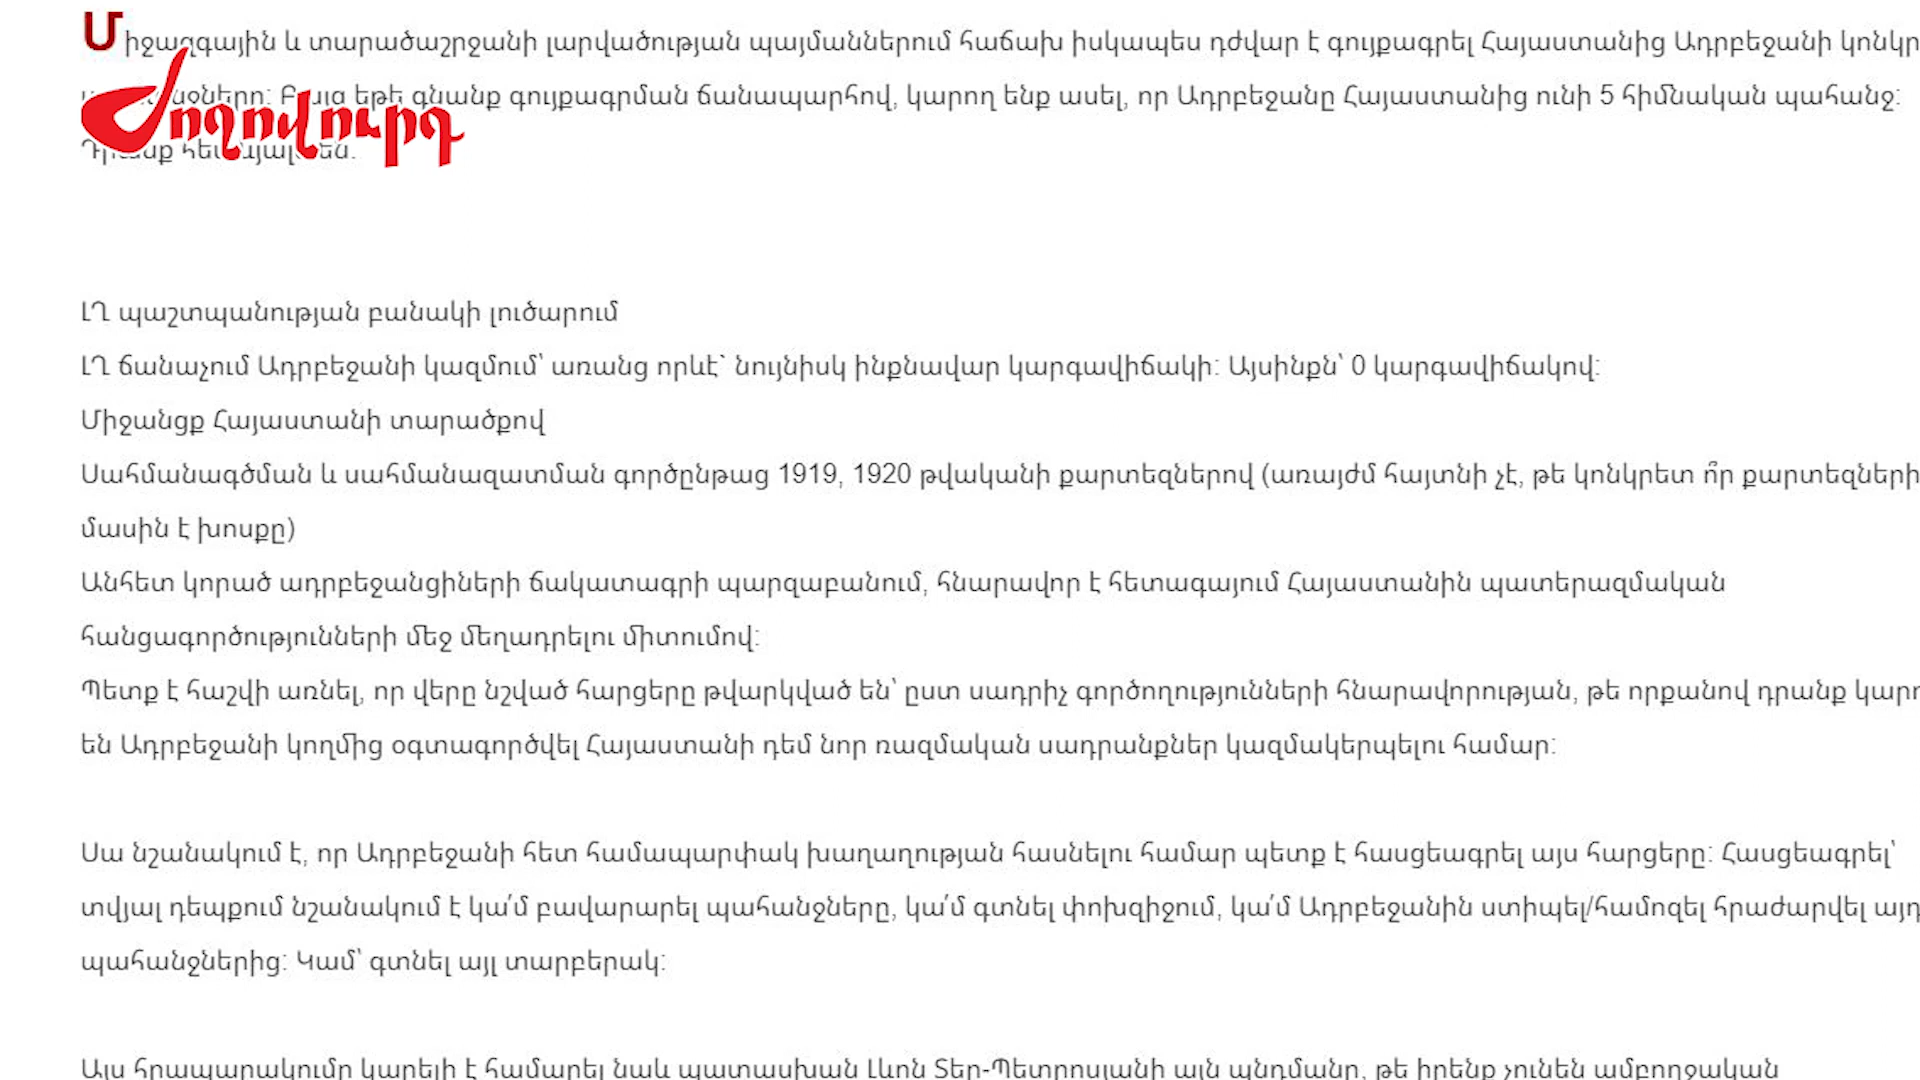 Միջազգային և տարածաշրջանի լարվածության պայմաններում հաճախ իսկապես դժվար է գույքագրել Հայաստանից Ադրբեջանի կոնկր
եթե գնանք գույքագրման ճանապարհով, կարող ենք ասել, որ Ադրբեջանը Հայաստանից ունի 5 հիմնական պահանջ։
Ժողովուրդ
ԼՂ պաշտպանության բանակի լուծարում
ԼՂ ճանաչում Ադրբեջանի կազմում՝ առանց որևէ` նույնիսկ ինքնավար կարգավիճակի։ Այսինքն՝ 0 կարգավիճակով։
Միջանցք Հայաստանի տարածքով
Սահմանագծման և սահմանազատման գործընթաց 1919, 1920 թվականի քարտեզներով (առայժմ հայտնի չէ, թե կոնկրետ ո՞ր քարտեզների
մասին է խոսքը)
Անհետ կորած ադրբեջանցիների ճակատագրի պարզաբանում, հնարավոր է հետագայում Հայաստանին պատերազմական
հանցագործությունների մեջ մեղադրելու միտումով։
Պետք է հաշվի առնել, որ վերը նշված հարցերը թվարկված են՝ ըստ սադրիչ գործողությունների հնարավորության, թե որքանով դրանք կարո
են Ադրբեջանի կողմից օգտագործվել Հայաստանի դեմ նոր ռազմական սադրանքներ կազմակերպելու համար։
Սա նշանակում է, որ Ադրբեջանի հետ համապարփակ խաղաղության հասնելու համար պետք է հասցեագրել այս հարցերը։ Հասցեագրել՝
տվյալ դեպքում նշանակում է կա՛մ բավարարել պահանջները, կա՛մ գտնել փոխզիջում, կա՛մ Ադրբեջանին ստիպել/համոզել հրաժարվել այդ
պահանջներից։ Կամ՝ գտնել այլ տարբերակ։
Այս հրապարակումը կարելի է համարել նաև պատասխան Լևոն Տեր-Պետրոսյանի այն պնդմանը, թե իրենք չունեն ամբողջական